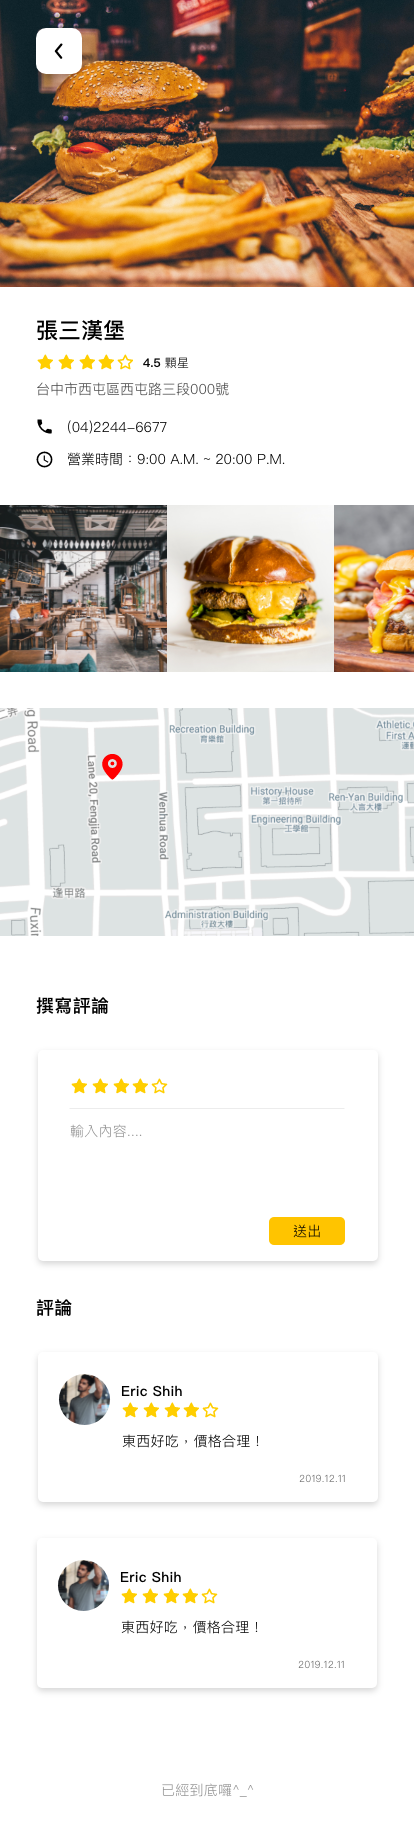 張三漢堡
4.5 顆星
台中市西屯區西屯路三段000號
(04)2244-6677
營業時間：9:00 A.M. ~ 20:00 P.M.
g Road
Recreation Building
育樂館
Athletic
First A
Lane 20, Fengjia Road
Wenhua Road
History House
第一招待所
Ren-Yan Building
人言大樓
Engineering Building
工學館
逢甲路
Fuxin
Administration Building
行政大樓
撰寫評論
輸入內容....
送出
評論
Eric Shih
東西好吃，價格合理！
2019.12.11
Eric Shih
東西好吃，價格合理！
2019.12.11
已經到底囉^_^